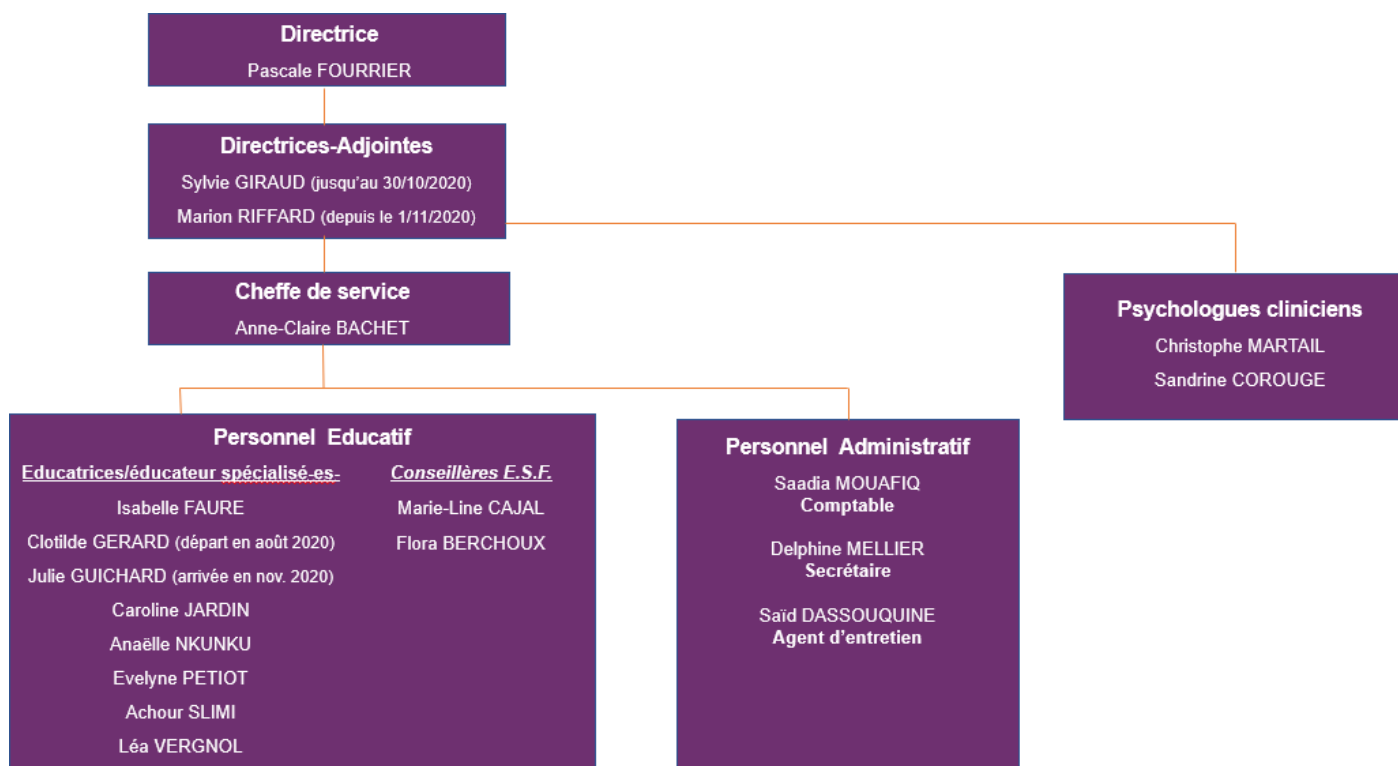 Directrice
Pascale FOURRIER
Directrices-Adjointes
Sylvie GIRAUD (jusqu'au 30/10/2020)
Marion RIFFARD (depuis le 1/11/2020)
Cheffe de service
Anne-Claire BACHET
Psychologues cliniciens
Christophe MARTAIL
Sandrine COROUGE
Personnel Educatif
Educatrices/éducateur spécialisé-es-
Isabelle FAURE
Clotilde GERARD (départ en août 2020)
Julie GUICHARD (arrivée en nov. 2020)
Caroline JARDIN
Anaëlle NKUNKU
Evelyne PETIOT
Achour SLIMI
Léa VERGNOL
Conseillères E.S.F.
Marie-Line CAJAL
Flora BERCHOUX
Personnel Administratif
Saadia MOUAFIQ
Comptable
Delphine MELLIER
Secrétaire
Saïd DASSOUQUINE
Agent d'entretien